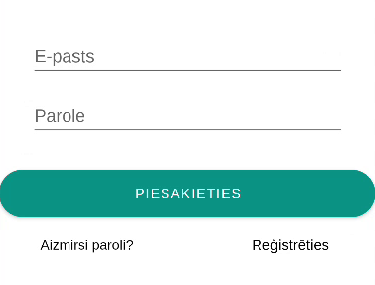 E-pasts
Parole
PIESAKIETIES
Aizmirsi paroli?
Reģistrēties